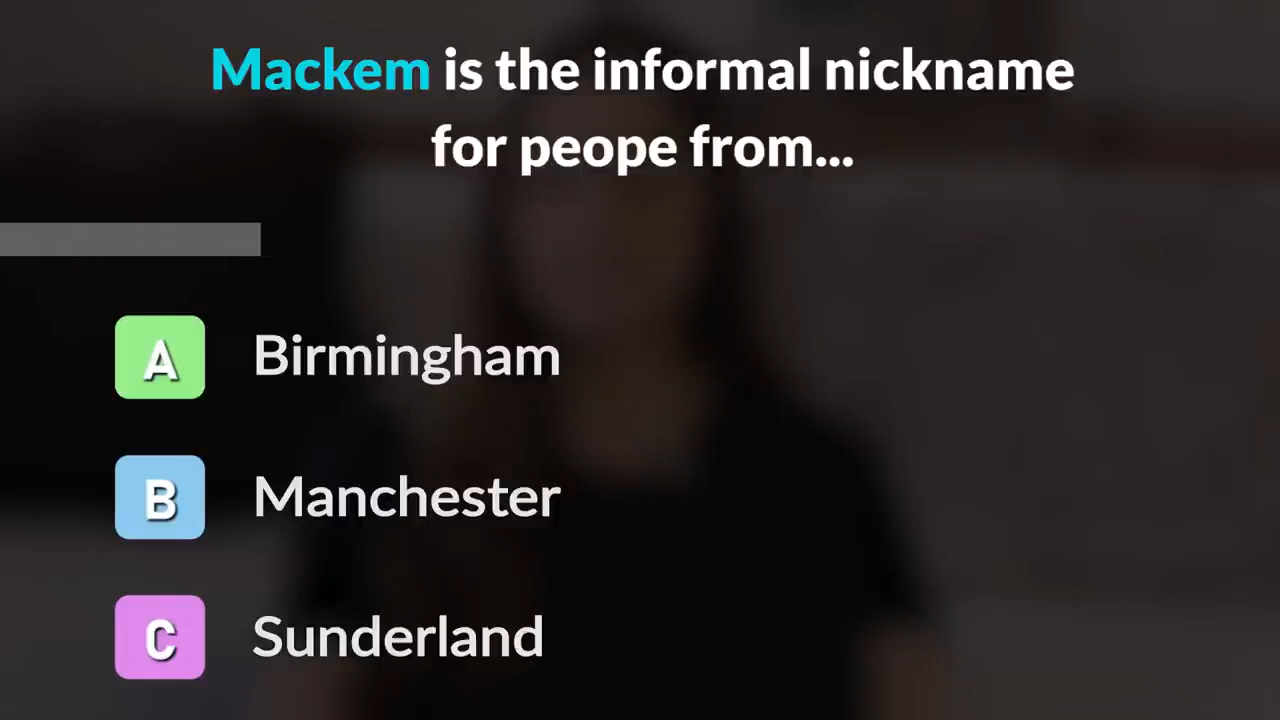 Mackem is the informal nickname
for peope from...
A Birmingham
B Manchester
C Sunderland